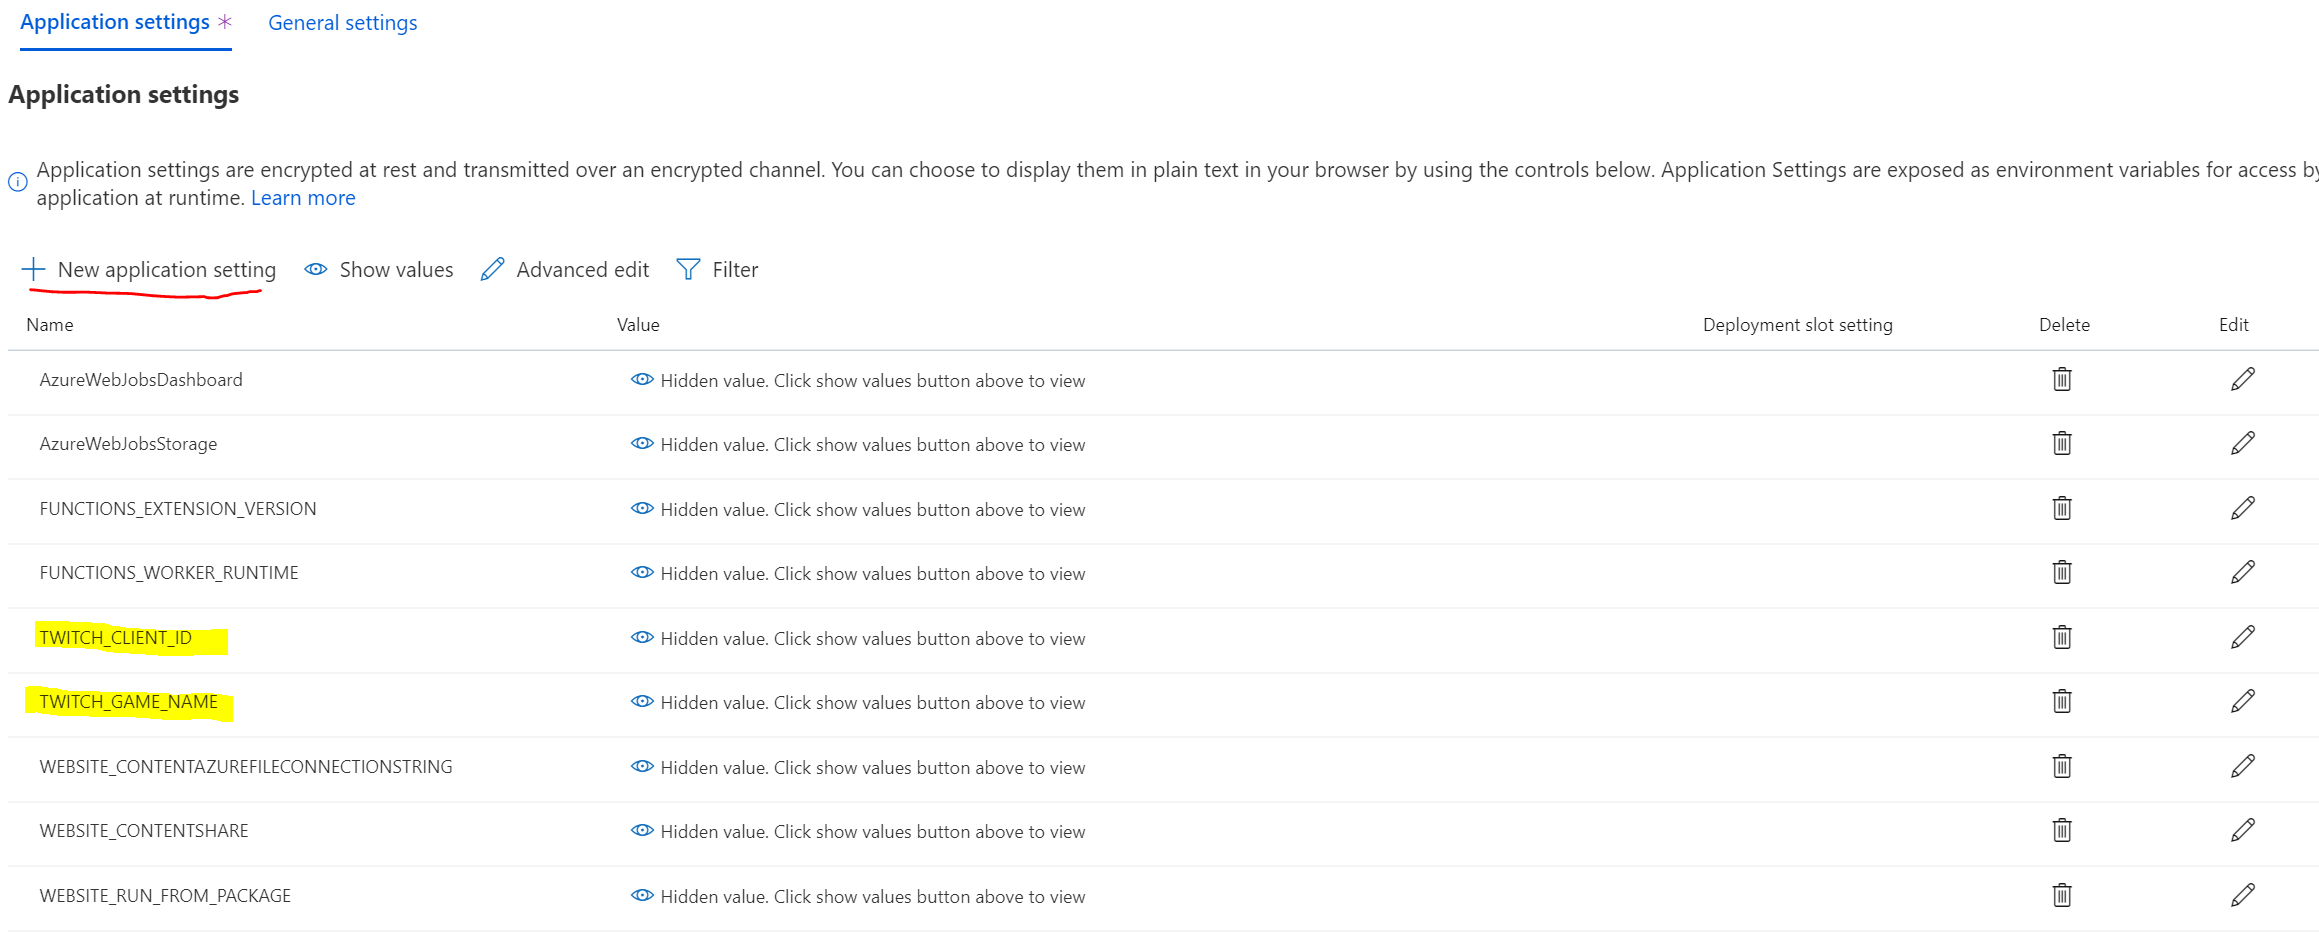 Application settings * General settings
Application settings
Application settings are encrypted at rest and transmitted over an encrypted channel. You can choose to display them in plain text in your browser by using the controls below. Application Settings are exposed as environment variables for access by
application at runtime. Learn more
New application setting Show values Advanced edit Filter
Name Value Deployment slot setting Delete Edit
AzureWebJobsDashboard Hidden value. Click show values button above to view
AzureWebJobsStorage Hidden value. Click show values button above to view
FUNCTIONS_EXTENSION_VERSION Hidden value. Click show values button above to view
FUNCTIONS_WORKER_RUNTIME Hidden value. Click show values button above to view
TWITCH_CLIENT_ID Hidden value. Click show values button above to view
TWITCH_GAME_NAME Hidden value. Click show values button above to view
WEBSITE_CONTENTAZUREFILECONNECTIONSTRING Hidden value. Click show values button above to view
WEBSITE_CONTENTSHARE Hidden value. Click show values button above to view
WEBSITE_RUN_FROM_PACKAGE Hidden value. Click show values button above to view